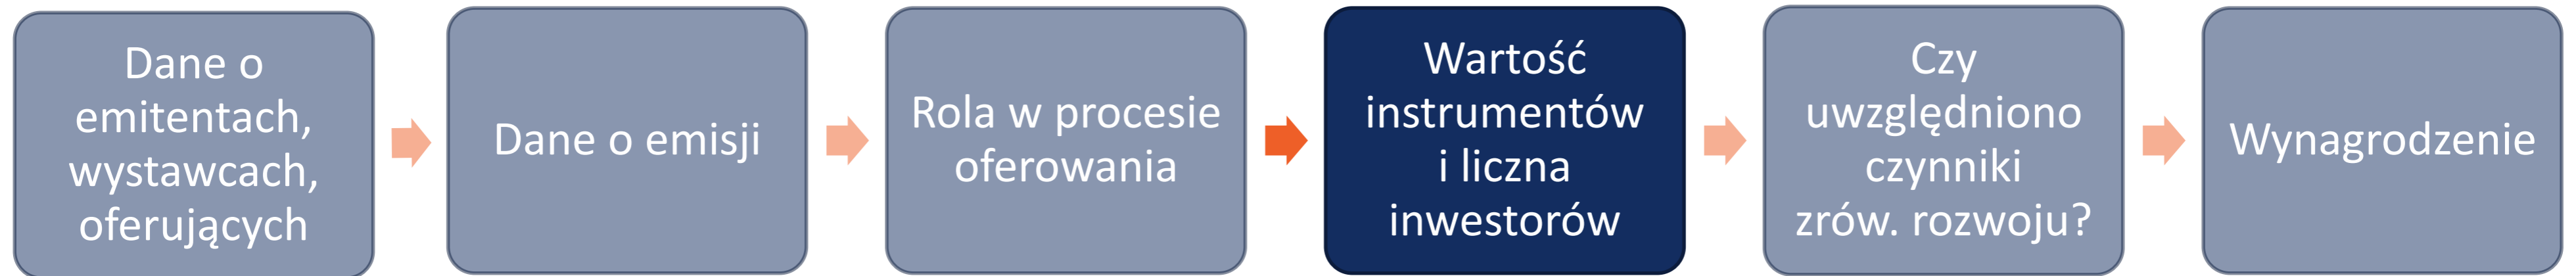 Dane o
emitentach,
wystawcach,
oferujących
Dane o emisji
Rola w procesie
oferowania
Wartość
instrumentów
i liczna
inwestorów
Czy
uwzględniono
czynniki
zrów. rozwoju?
Wynagrodzenie